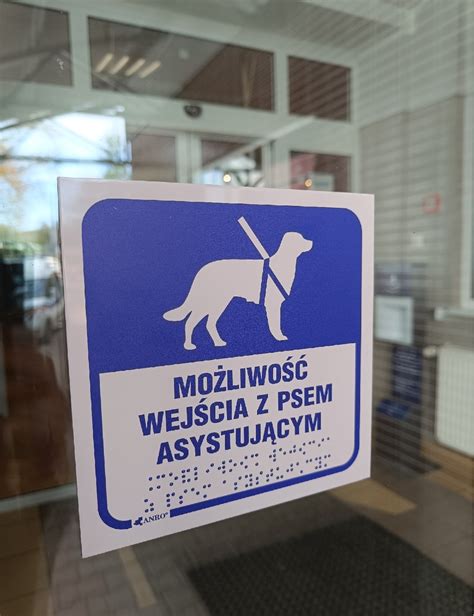 MOŻLIWOŚĆ
WEJŚCIA Z PSEM
ASYSTUJĄCYM
ANRO®